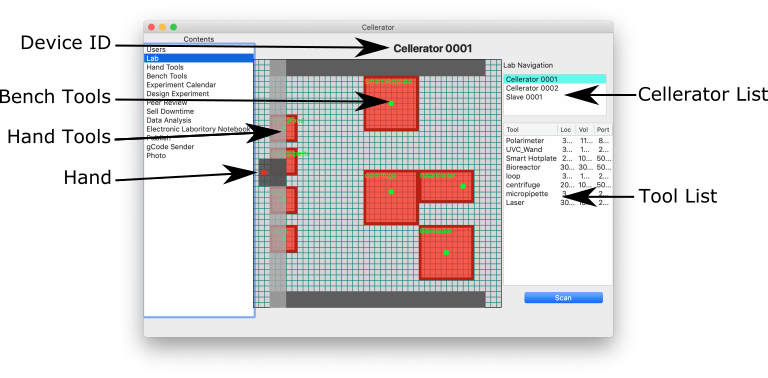 Cellerator
Device ID
Contents
Cellerator 0001
Users
Lab
Hand Tools
Bench Tools
Experiment Calendar
Design Experiment
Data Analysis
Peer Review
Sell Downtime
Electronic Laboritory Notebook
gCode Sender
Photo
Bench Tools
Hand Tools
Hand
Lab Navigation
Cellerator 0001
Cellerator 0002
Slave 0001
Cellerator List
Tool Loc Vol Port
Polarimeter 3... 11... 8...
UVC_Wand 3... 1... 2...
Smart Hotplate 2... 10... 50...
Bioreactor 30... 30... 50...
loop 3... 1... 2...
centrifuge 20... 10... 50...
micropipette 3... 2...
Laser 30... 2...
Tool List
Scan